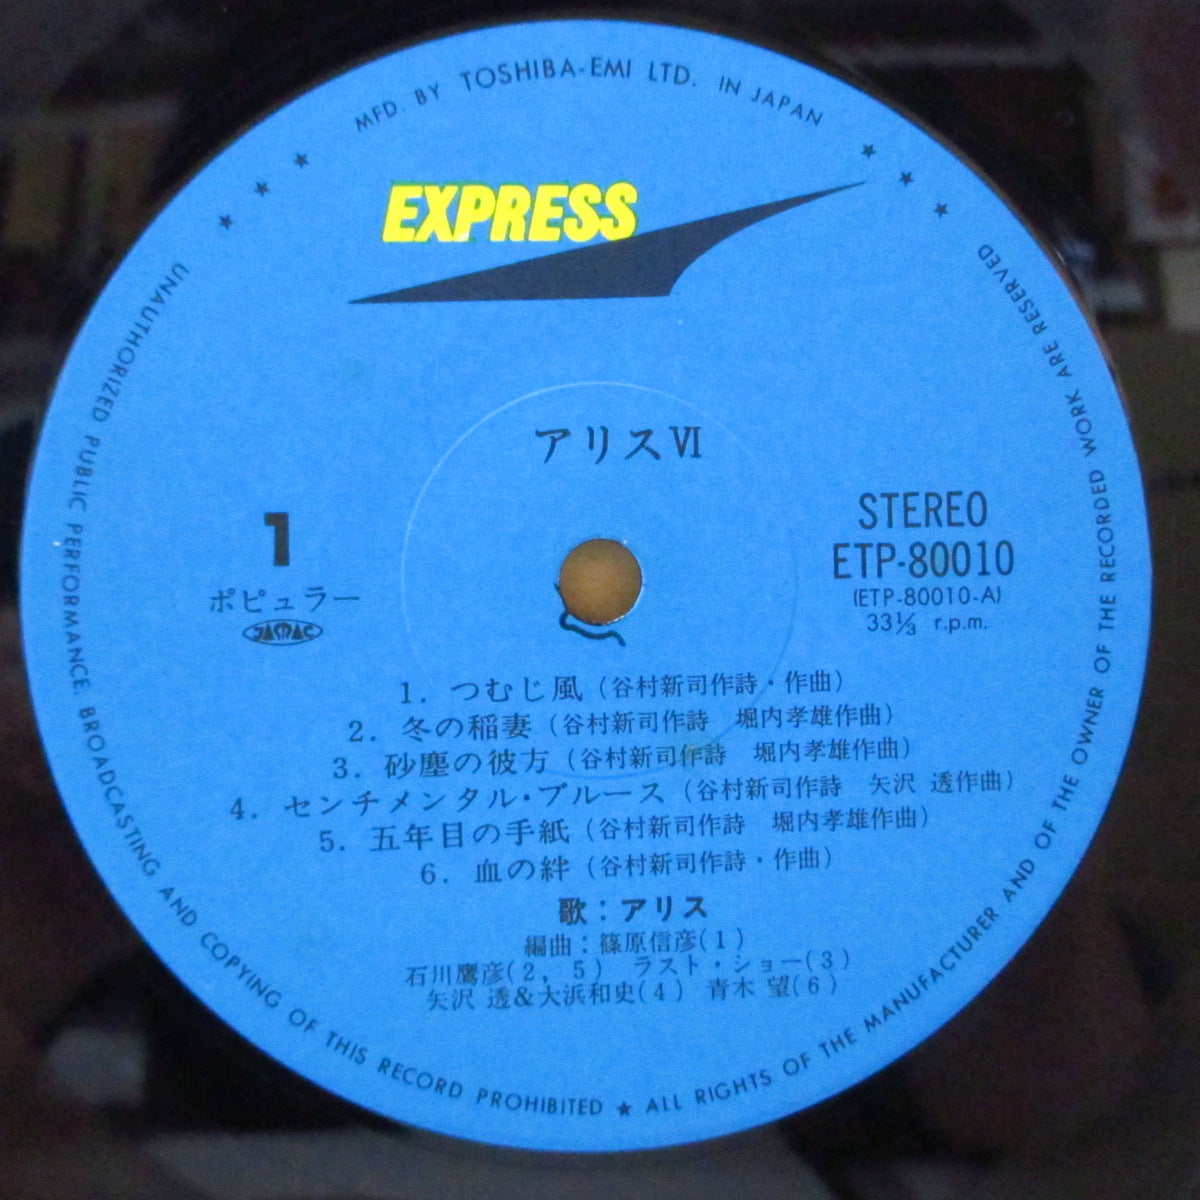 MFD. BY TOSHIBA-EMI LTD. IN JAPAN
EXPRESS
アリスⅥ
1
ポピュラー
JASRAC
STEREO
ETP-80010
(ETP-80010-A)
33⅓ r.p.m.
1. つむじ風 (谷村新司作詩・作曲)
2. 冬の稲妻 (谷村新司作詩 堀内孝雄作曲)
3. 砂塵の彼方 (谷村新司作詩 堀内孝雄作曲)
4. センチメンタル・ブルース (谷村新司作詩 矢沢 透作曲)
5. 五年目の手紙 (谷村新司作詩 堀内孝雄作曲)
6. 血の絆 (谷村新司作詩・作曲)
歌：アリス
編曲：篠原信彦(1)
石川鷹彦(2, 5) ラスト・ショー(3)
矢沢 透&大浜和史(4) 青木 望(6)
UNAUTHORIZED PUBLIC PERFORMANCE, BROADCASTING AND COPYING OF THIS RECORD PROHIBITED ★ ALL RIGHTS OF THE MANUFACTURER AND OF THE OWNER OF THE RECORDED WORK ARE RESERVED